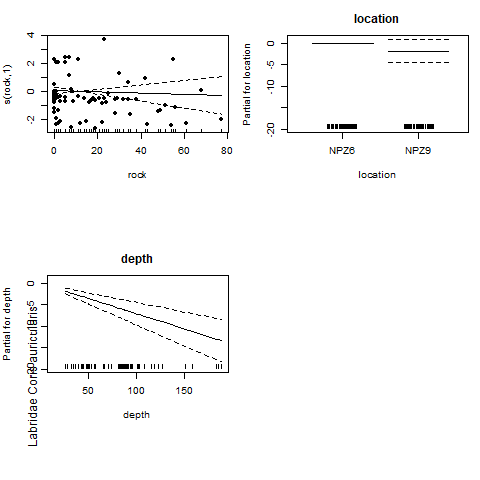 s(rock,1)
4
2
0
-2
0
20
40
60
80
rock
location
Partial for location
0
-5
-20
NPZ6
NPZ9
location
depth
Partial for depth
0
-5
50
100
150
depth
Labridae Coris auricularis